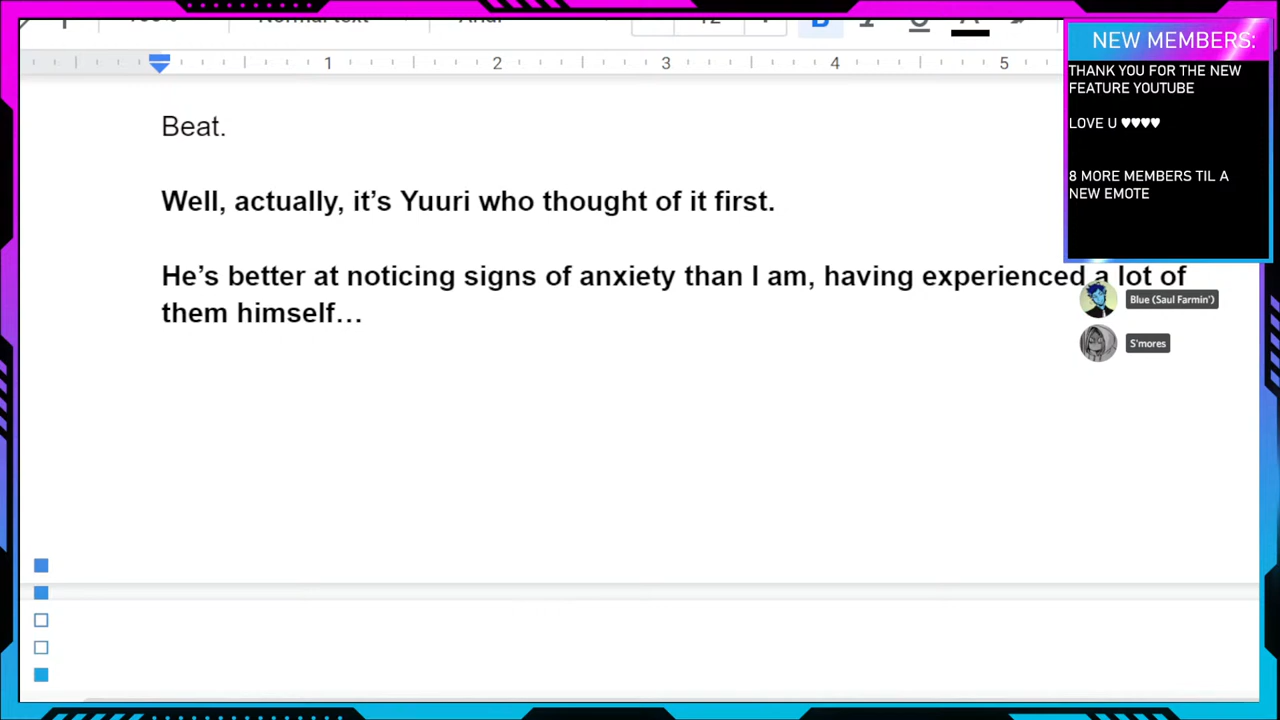 1 2 3 4 5
Beat.
Well, actually, it's Yuuri who thought of it first.
He's better at noticing signs of anxiety than I am, having experienced a lot of
them himself…
NEW MEMBERS:
THANK YOU FOR THE NEW
FEATURE YOUTUBE
LOVE U ♥♥♥♥
8 MORE MEMBERS TIL A
NEW EMOTE
Blue (Saul Farmin')
S'mores